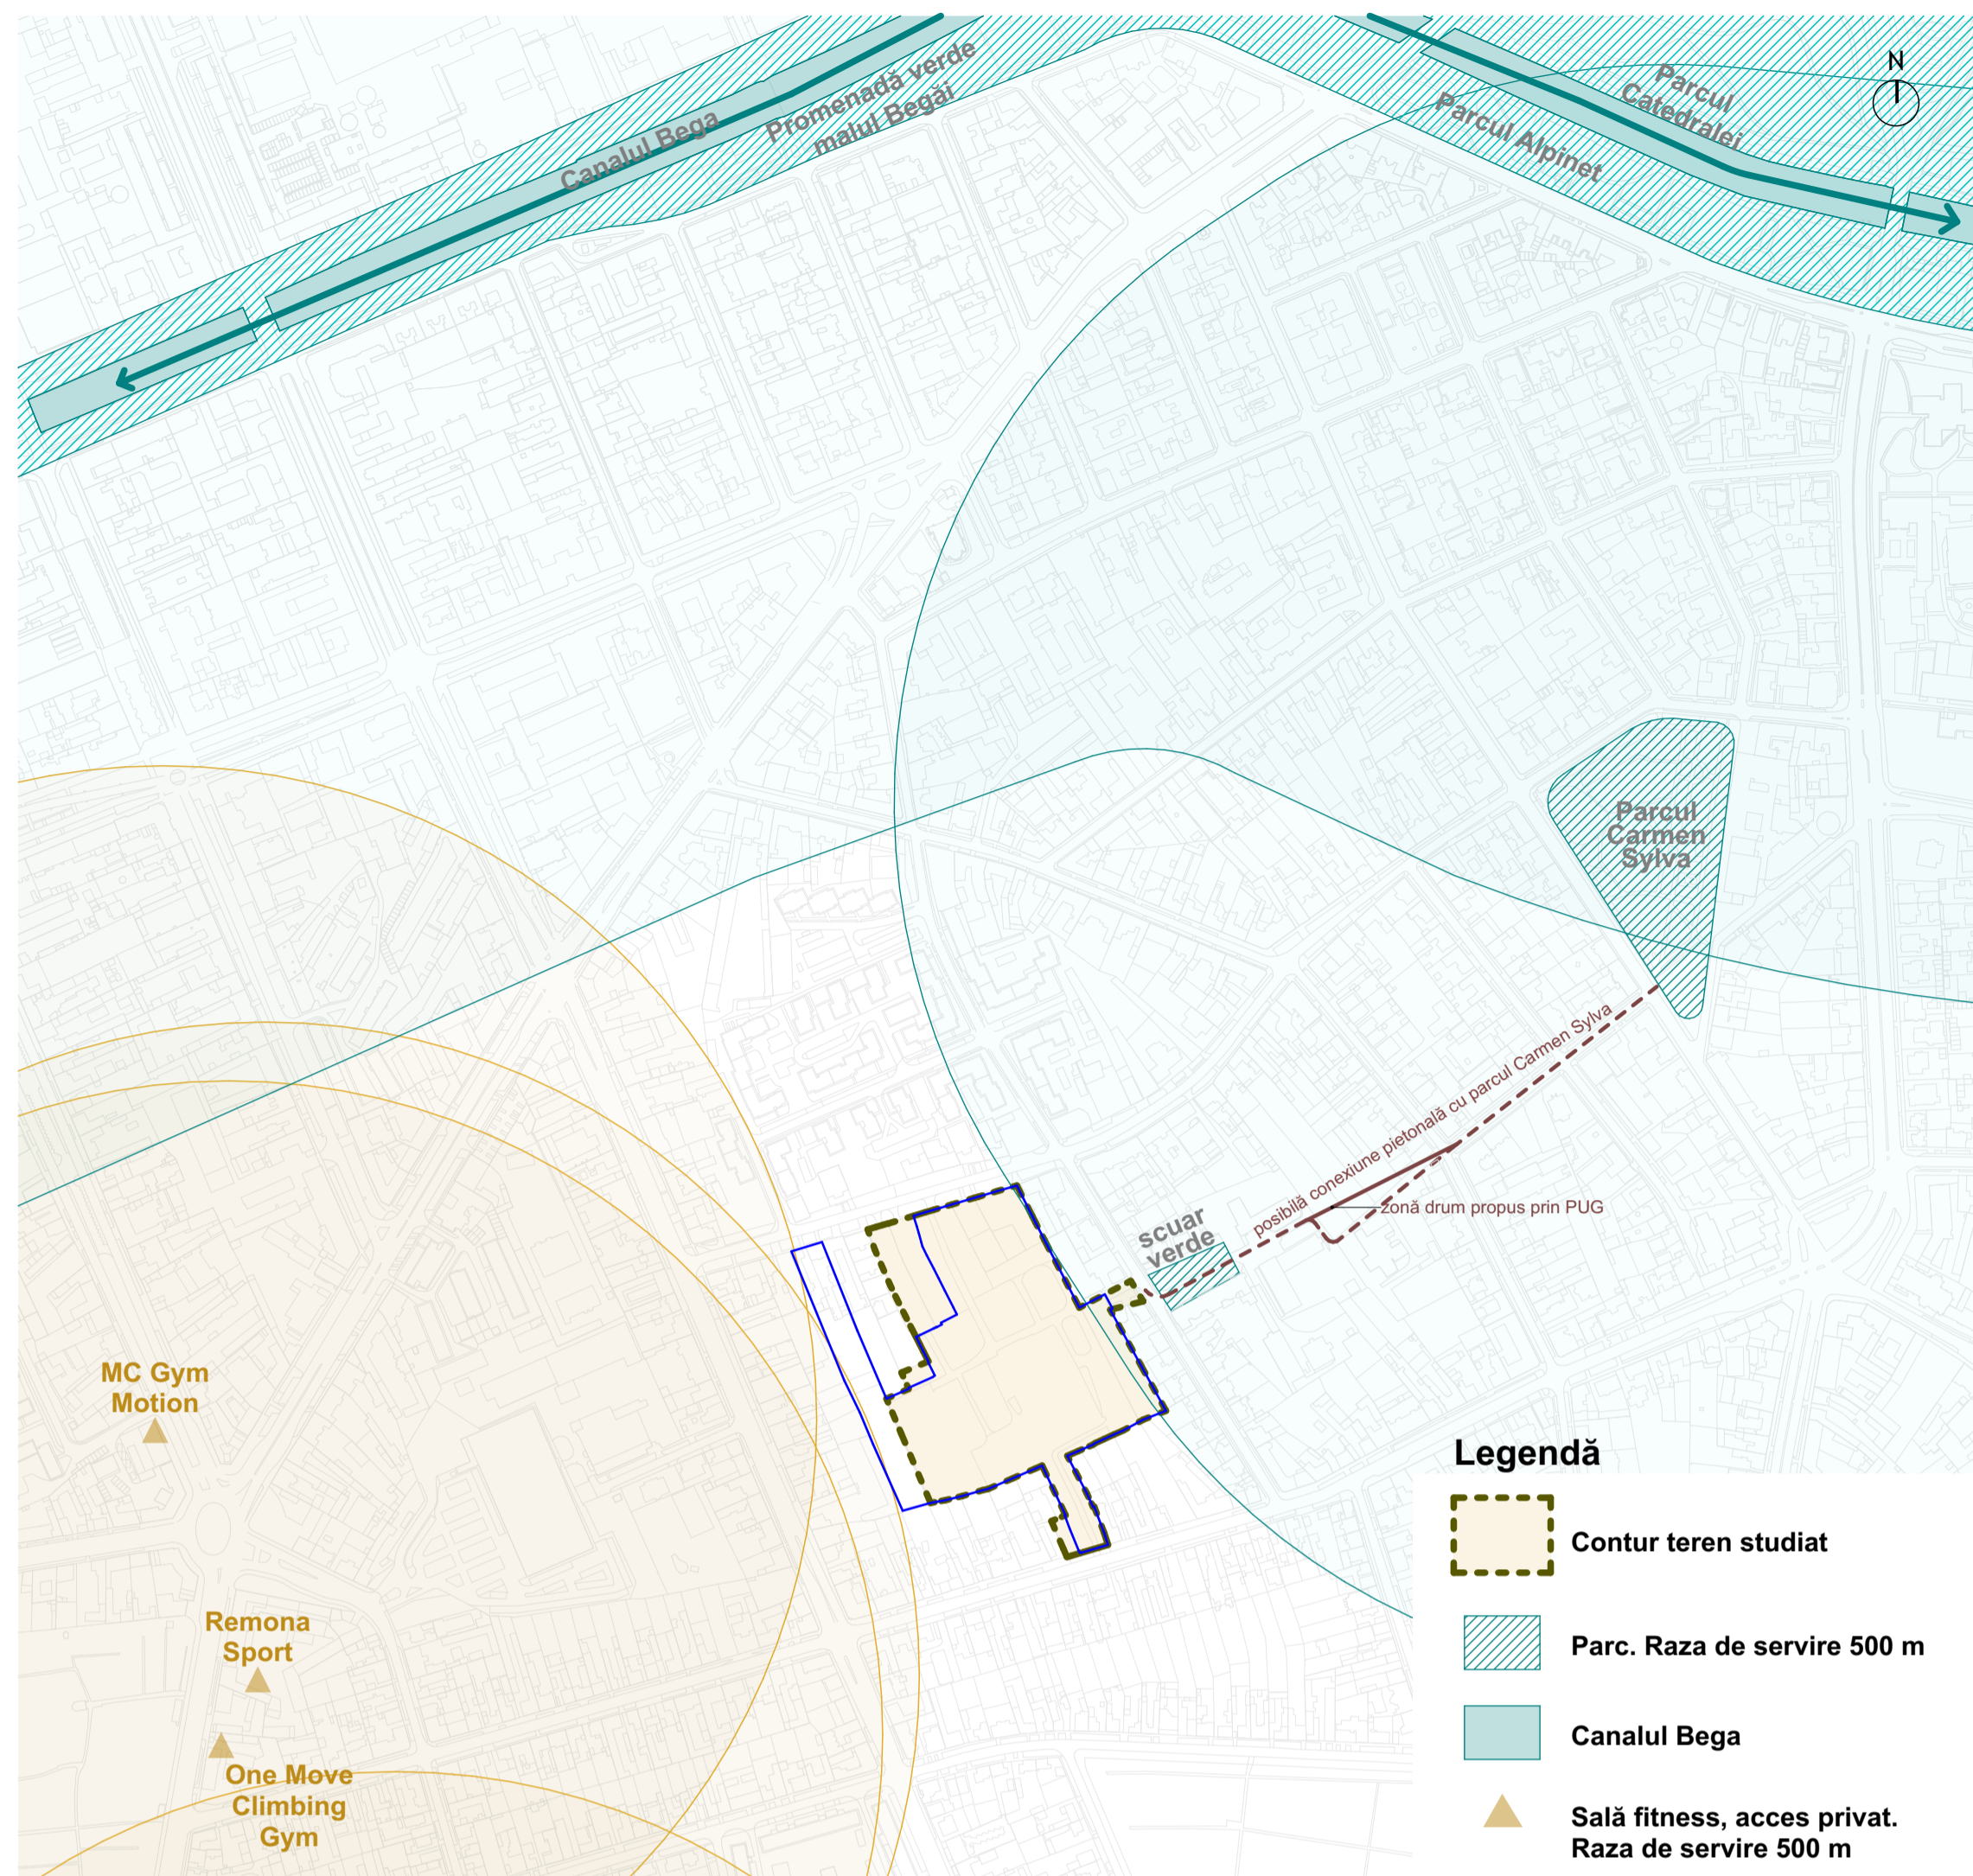 N
Canalul Bega
Promenadă verde
malul Begăi
Parcul
Catedralei
Parcul Alpinet
Parcul
Carmen
Sylva
posibilă conexiune pietonală cu parcul Carmen Sylva
zonă drum propus prin PUG
scuar
verde
MC Gym
Motion
Remona
Sport
One Move
Climbing
Gym
Legendă
Contur teren studiat
Parc. Raza de servire 500 m
Canalul Bega
Sală fitness, acces privat.
Raza de servire 500 m